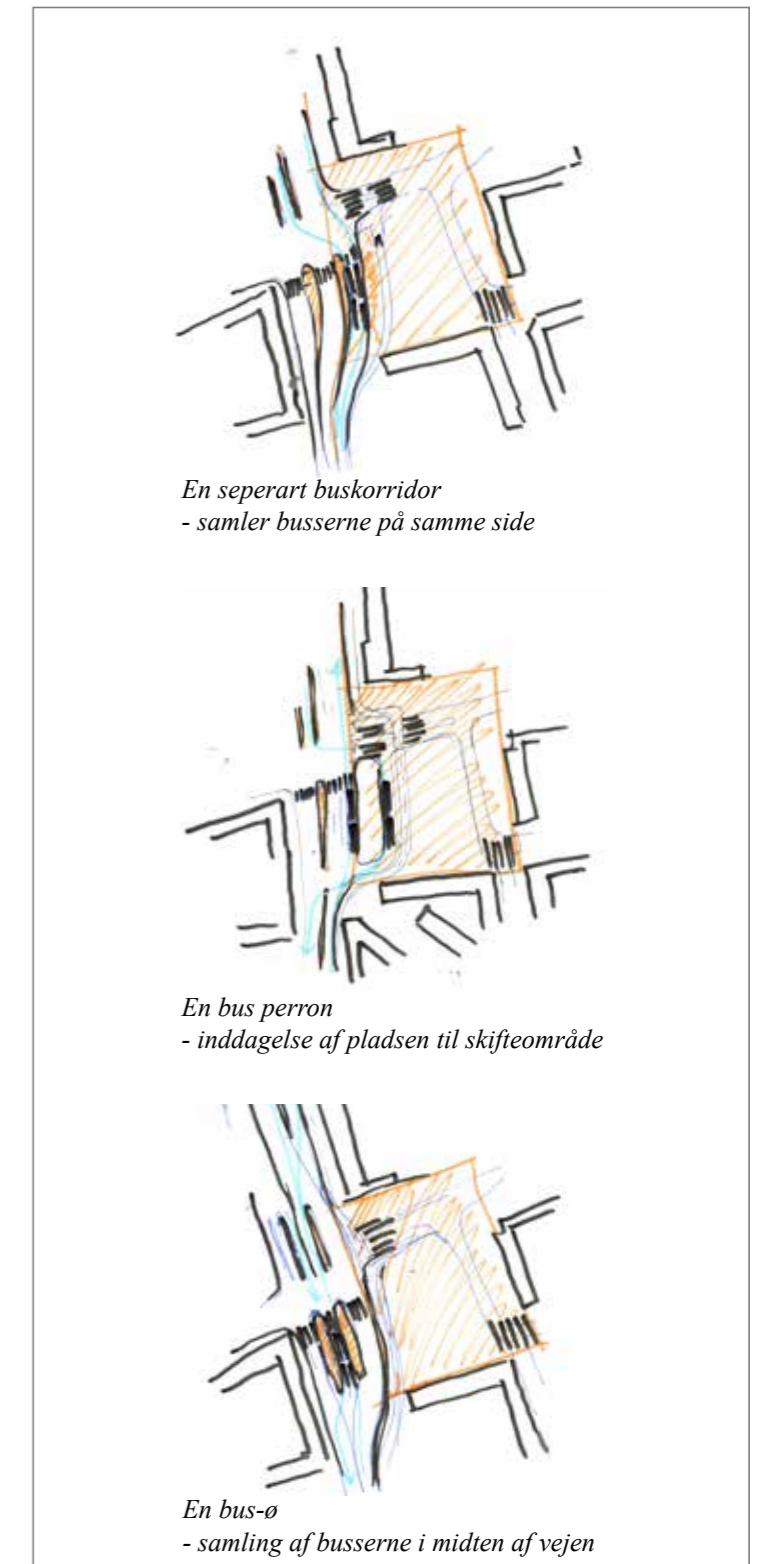 En seperart buskorridor
- samler busserne på samme side
En bus perron
- inddagelse af pladsen til skifteområde
En bus-ø
- samling af busserne i midten af vejen